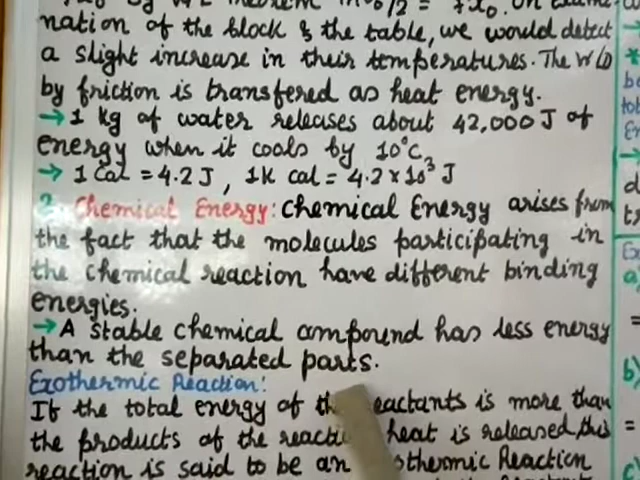 nation of the block & the table, we would detect
a slight increase in their temperatures. The W/D
by friction is transfered as heat energy.
→ 1 kg of water releases about 42,000 J of
energy when it cools by 10°C
→ 1 Cal = 4.2 J , 1K cal = 4.2 × 10³ J
2. Chemical Energy: Chemical Energy arises from
the fact that the molecules participating in
the chemical reaction have different binding
energies.
→ A stable chemical compound has less energy
than the separated parts.
Exothermic Reaction:
If the total energy of the eactants is more than
the products of the reacti heat is released, this
reaction is said to be an othermic Reaction